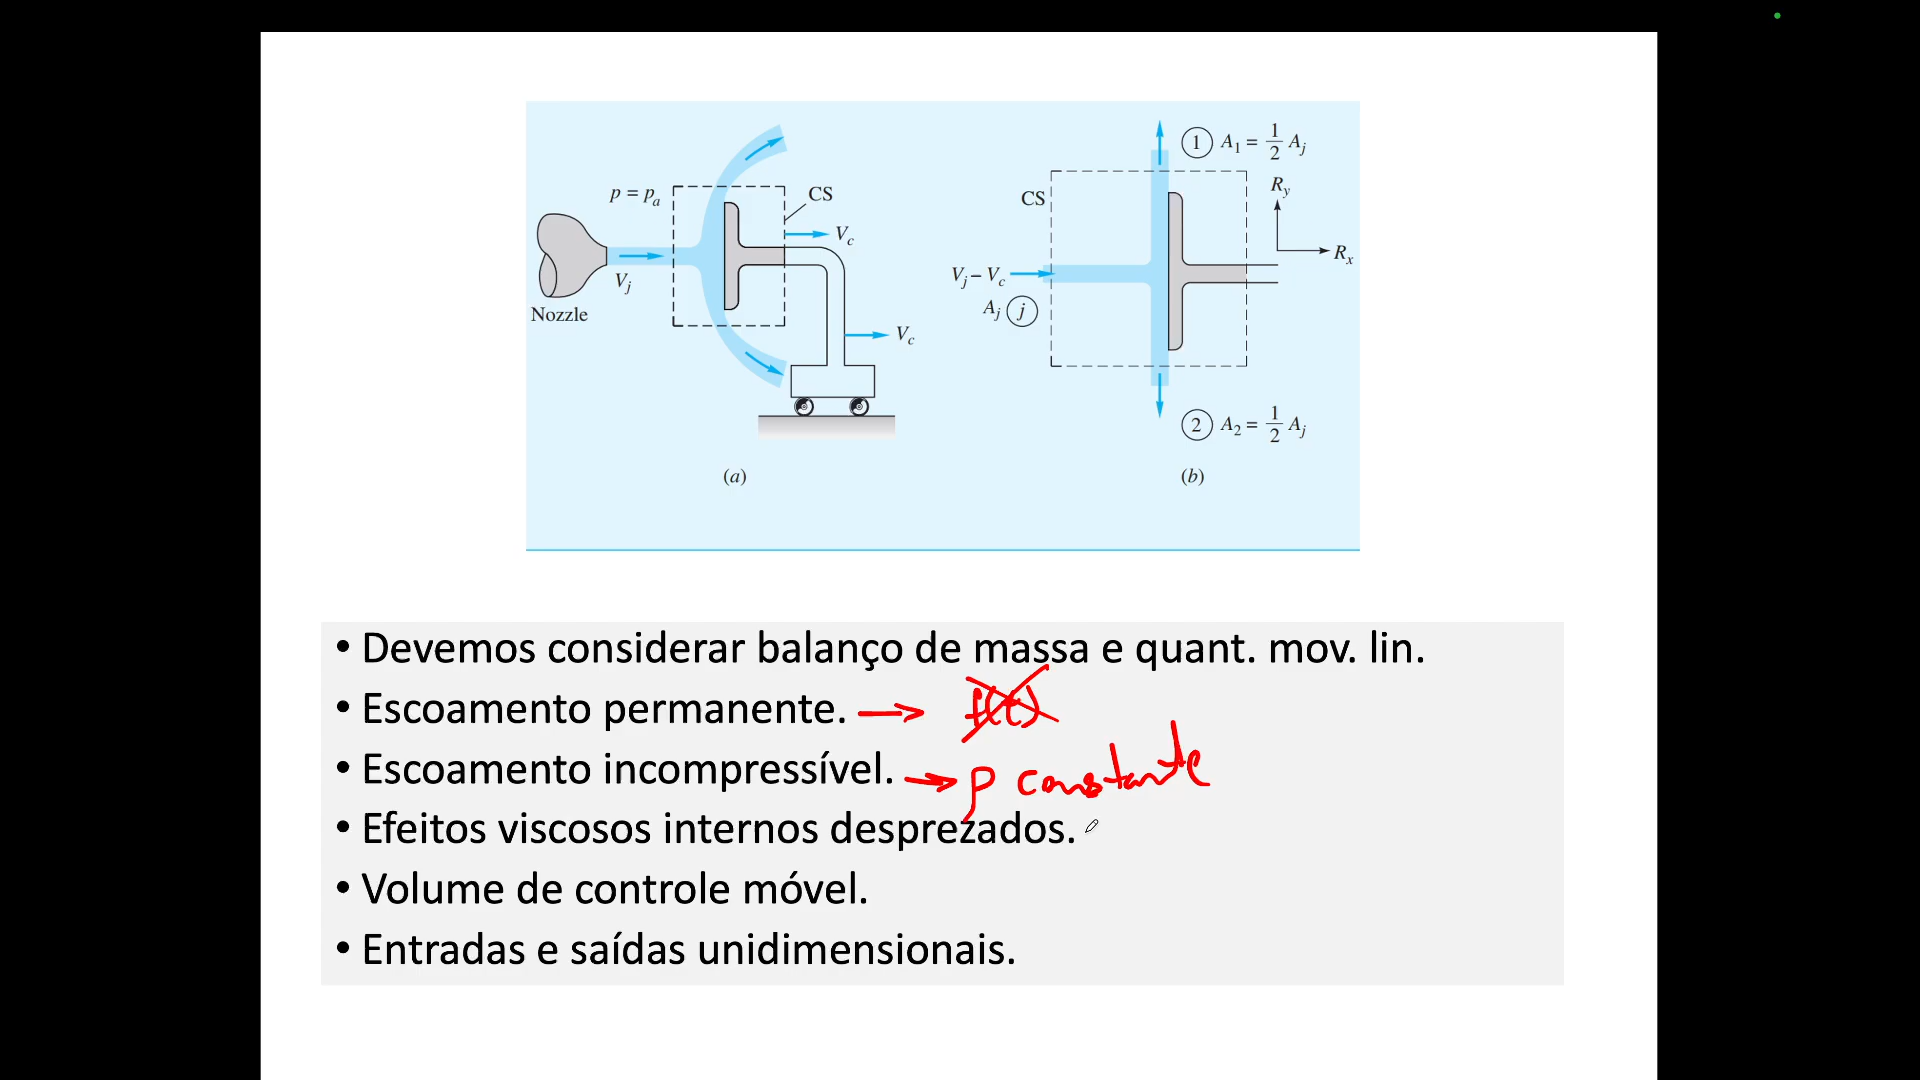 p = pa
CS
Vc
Vj
Nozzle
Vc
(a)
1 A1 = 1/2 Aj
CS
Ry
Rx
Vj – Vc
Aj j
2 A2 = 1/2 Aj
(b)
• Devemos considerar balanço de massa e quant. mov. lin.
• Escoamento permanente. → f(t)
• Escoamento incompressível. → ρ constante
• Efeitos viscosos internos desprezados.
• Volume de controle móvel.
• Entradas e saídas unidimensionais.